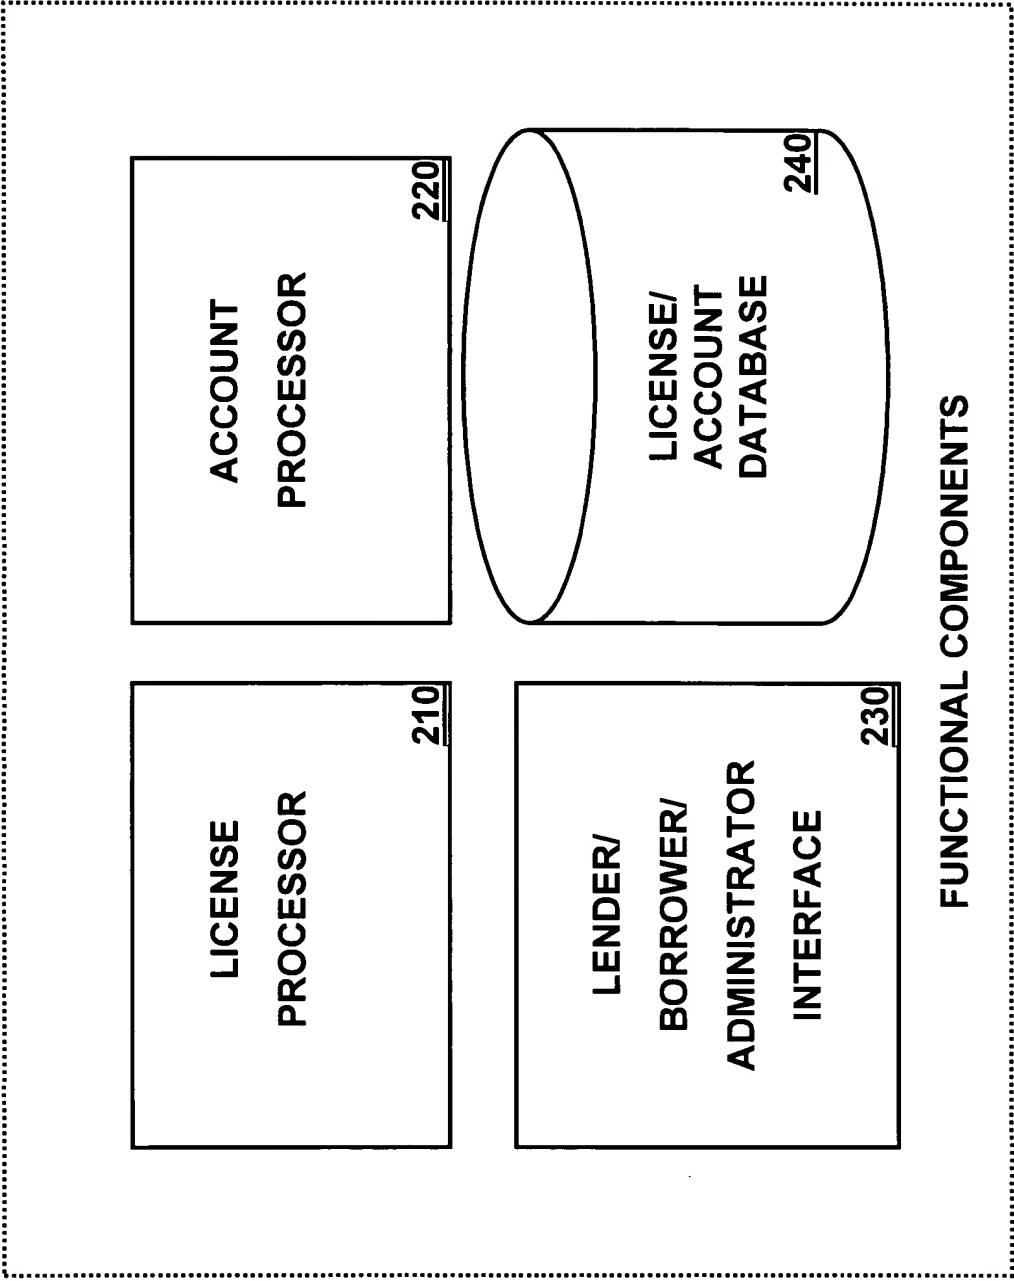 LICENSE
PROCESSOR
210
ACCOUNT
PROCESSOR
220
LENDER/
BORROWER/
ADMINISTRATOR
INTERFACE
230
LICENSE/
ACCOUNT
DATABASE
240
FUNCTIONAL COMPONENTS